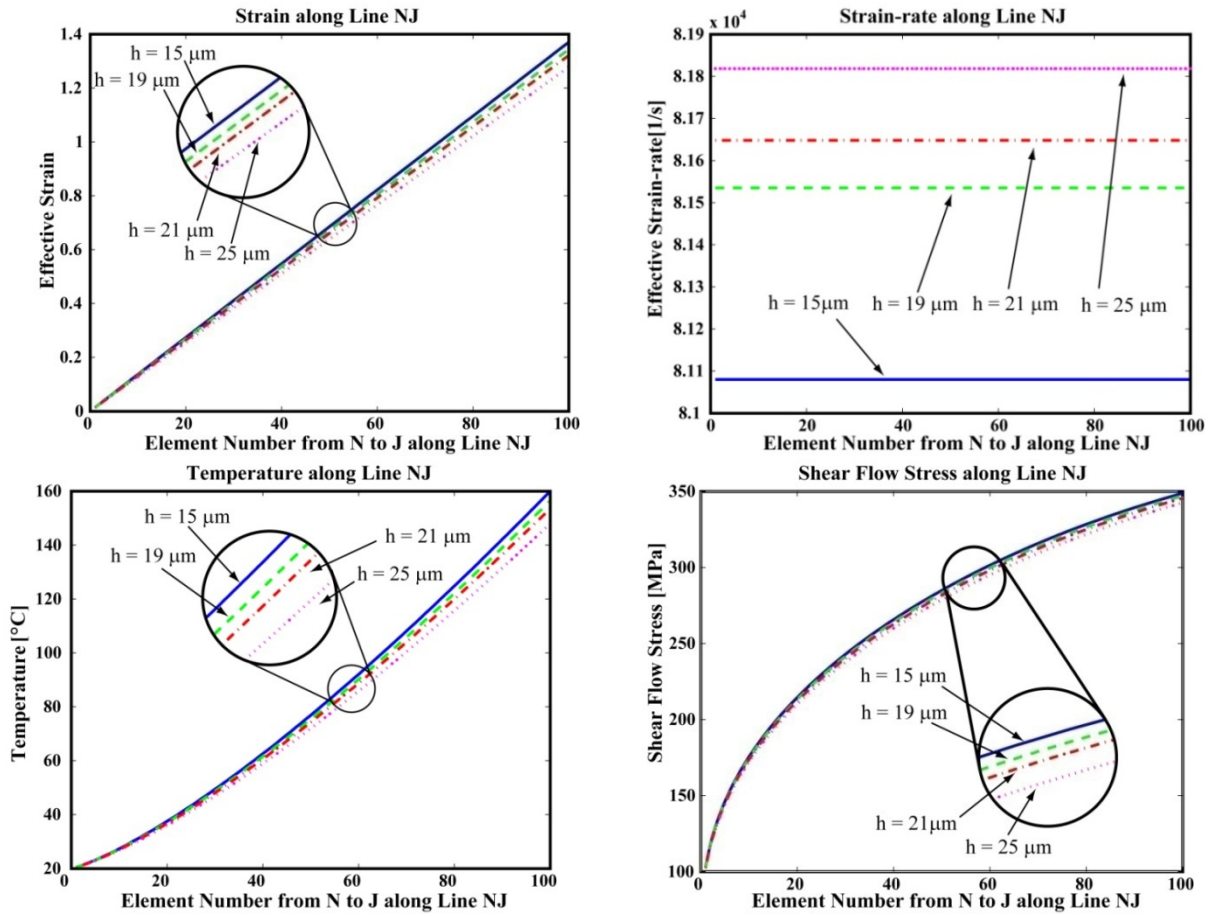 Strain along Line NJ
1.4
1.2
1
0.8
0.6
0.4
0.2
0
h = 15 μm
h = 19 μm
h = 21 μm
h = 25 μm
Effective Strain
20
40
60
80
100
Element Number from N to J along Line NJ
Strain-rate along Line NJ
x 10⁴
8.19
8.18
8.17
8.16
8.15
8.14
8.13
8.12
8.11
8.1
Effective Strain-rate[1/s]
h = 15μm
h = 19 μm
h = 21 μm
h = 25 μm
0
20
40
60
80
100
Element Number from N to J along Line NJ
Temperature along Line NJ
160
140
120
100
80
60
40
20
h = 15 μm
h = 19 μm
h = 21 μm
h = 25 μm
Temperature [°C]
0
20
40
60
80
100
Element Number from N to J along Line NJ
Shear Flow Stress along Line NJ
350
300
250
200
150
100
Shear Flow Stress [MPa]
h = 15 μm
h = 19 μm
h = 21μm
h = 25 μm
0
20
40
60
80
100
Element Number from N to J along Line NJ